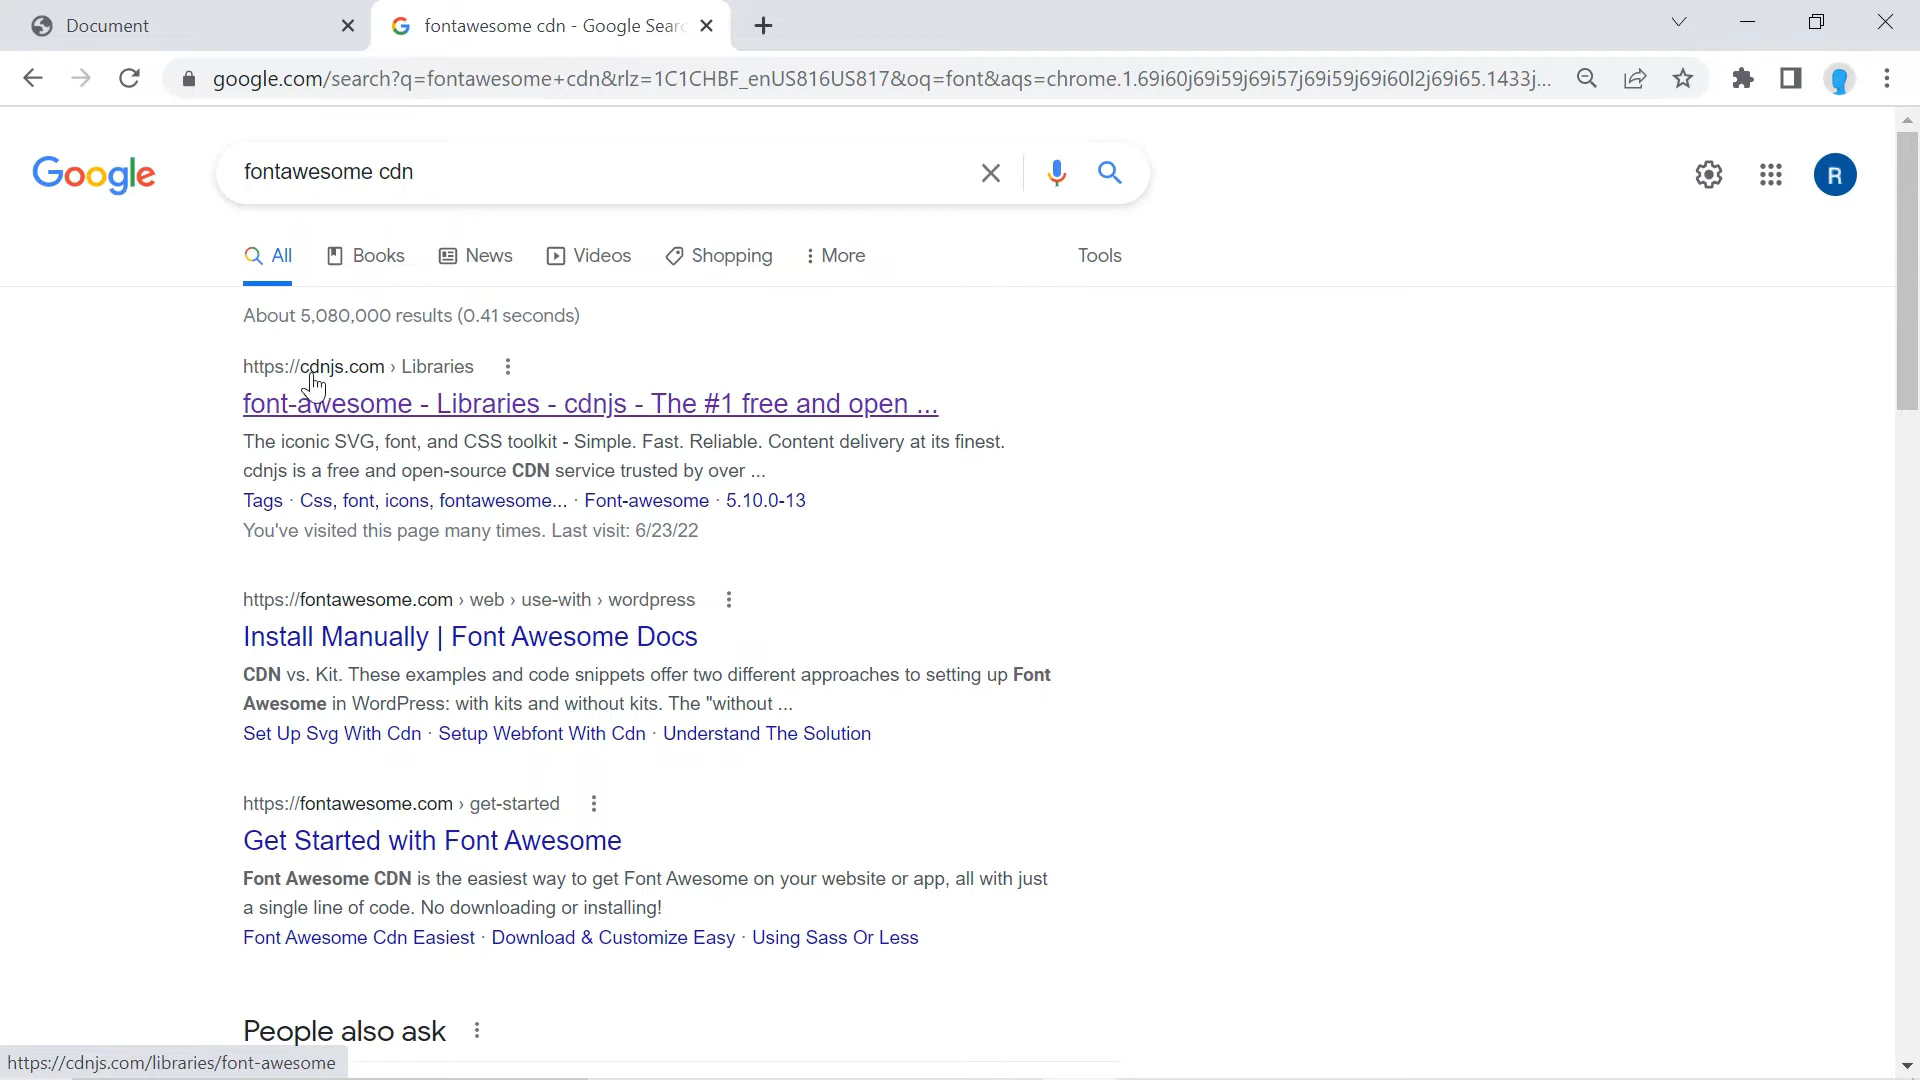 Document
fontawesome cdn - Google Searc
google.com/search?q=fontawesome+cdn&rlz=1C1CHBF_enUS816US817&oq=font&aqs=chrome.1.69i60j69i59j69i57j69i59j69i60l2j69i65.1433j...
Google
fontawesome cdn
R
All Books News Videos Shopping More Tools
About 5,080,000 results (0.41 seconds)
https://cdnjs.com › Libraries
font-awesome - Libraries - cdnjs - The #1 free and open ...
The iconic SVG, font, and CSS toolkit - Simple. Fast. Reliable. Content delivery at its finest.
cdnjs is a free and open-source CDN service trusted by over ...
Tags · Css, font, icons, fontawesome... · Font-awesome · 5.10.0-13
You've visited this page many times. Last visit: 6/23/22
https://fontawesome.com › web › use-with › wordpress
Install Manually | Font Awesome Docs
CDN vs. Kit. These examples and code snippets offer two different approaches to setting up Font
Awesome in WordPress: with kits and without kits. The "without ...
Set Up Svg With Cdn · Setup Webfont With Cdn · Understand The Solution
https://fontawesome.com › get-started
Get Started with Font Awesome
Font Awesome CDN is the easiest way to get Font Awesome on your website or app, all with just
a single line of code. No downloading or installing!
Font Awesome Cdn Easiest · Download & Customize Easy · Using Sass Or Less
People also ask
https://cdnjs.com/libraries/font-awesome